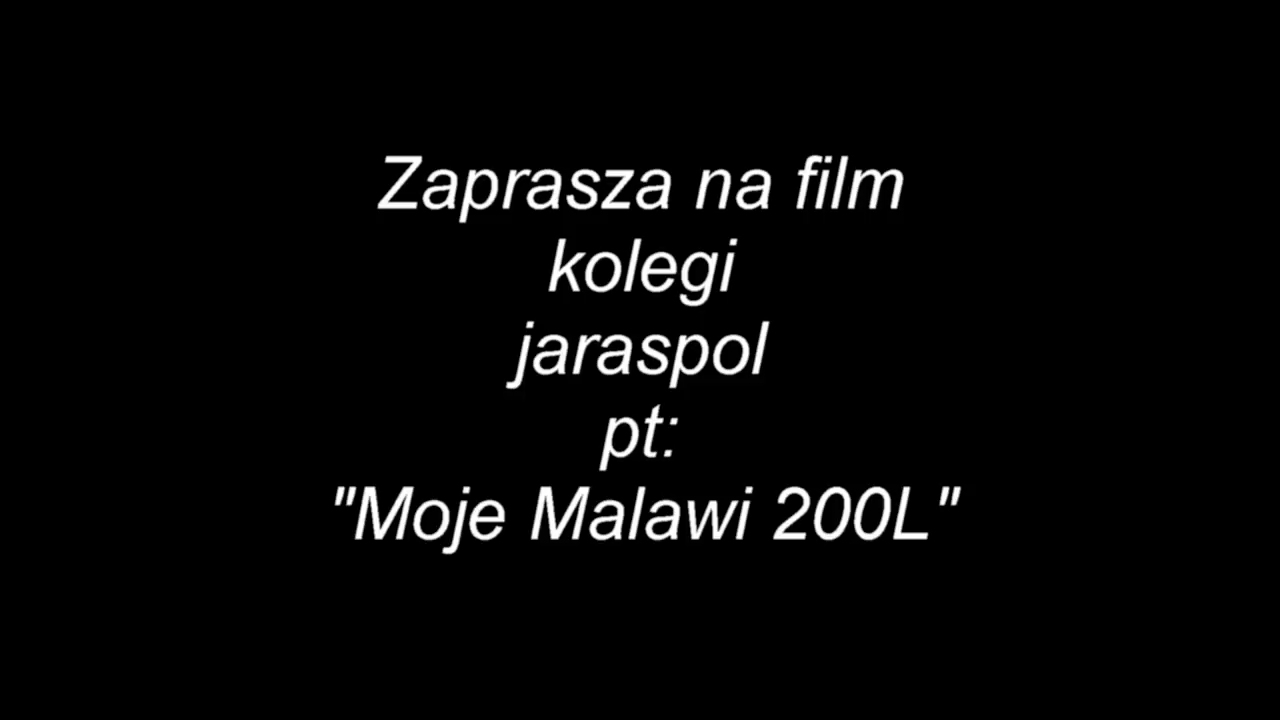 Zaprasza na film
kolegi
jaraspol
pt:
"Moje Malawi 200L"